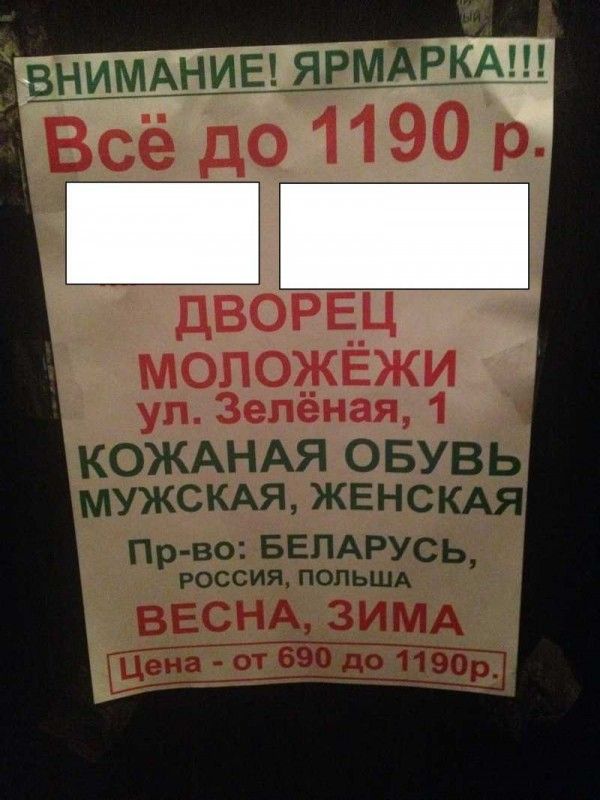 ВНИМАНИЕ! ЯРМАРКА!!!
Всё до 1190 р.
ДВОРЕЦ
МОЛОЖЁЖИ
ул. Зелёная, 1
КОЖАНАЯ ОБУВЬ
МУЖСКАЯ, ЖЕНСКАЯ
Пр-во: БЕЛАРУСЬ,
РОССИЯ, ПОЛЬША
ВЕСНА, ЗИМА
Цена - от 690 до 1190р.